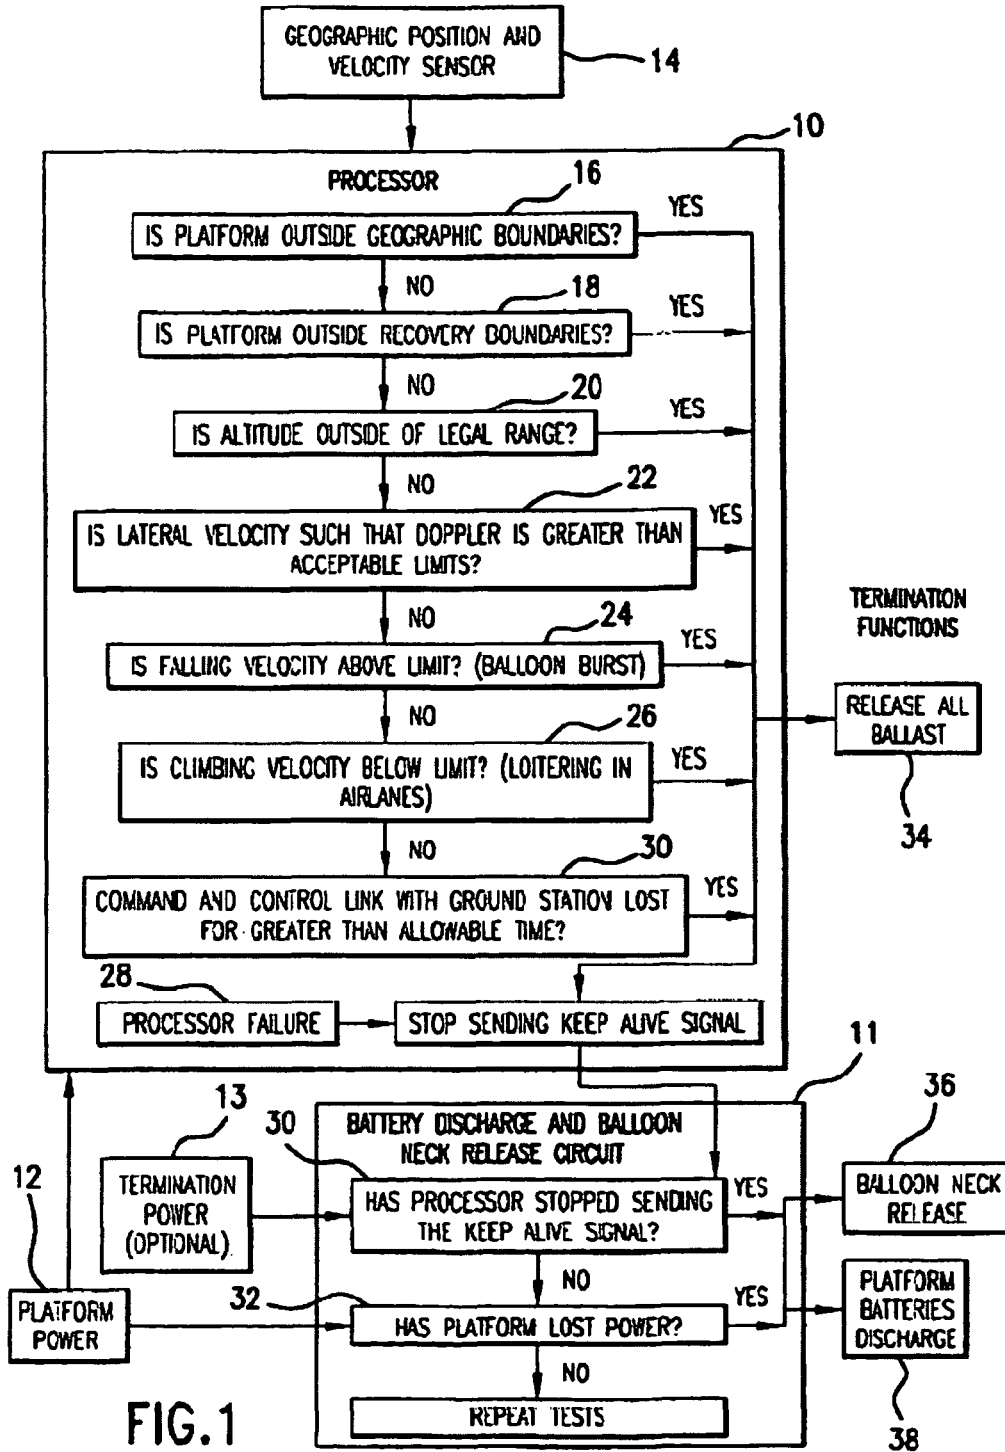 GEOGRAPHIC POSITION AND
VELOCITY SENSOR
14
10
PROCESSOR
16
IS PLATFORM OUTSIDE GEOGRAPHIC BOUNDARIES?
YES
NO
18
IS PLATFORM OUTSIDE RECOVERY BOUNDARIES?
YES
NO
20
IS ALTITUDE OUTSIDE OF LEGAL RANGE?
YES
NO
22
IS LATERAL VELOCITY SUCH THAT DOPPLER IS GREATER THAN
ACCEPTABLE LIMITS?
YES
NO
24
IS FALLING VELOCITY ABOVE LIMIT? (BALLOON BURST)
YES
NO
26
IS CLIMBING VELOCITY BELOW LIMIT? (LOITERING IN
AIRLANES)
YES
NO
30
COMMAND AND CONTROL LINK WITH GROUND STATION LOST
FOR GREATER THAN ALLOWABLE TIME?
YES
TERMINATION
FUNCTIONS
RELEASE ALL
BALLAST
34
28
PROCESSOR FAILURE
STOP SENDING KEEP ALIVE SIGNAL
11
BATTERY DISCHARGE AND BALLOON
NECK RELEASE CIRCUIT
13
TERMINATION
POWER
(OPTIONAL)
30
HAS PROCESSOR STOPPED SENDING
THE KEEP ALIVE SIGNAL?
YES
NO
36
BALLOON NECK
RELEASE
12
PLATFORM
POWER
32
HAS PLATFORM LOST POWER?
YES
NO
PLATFORM
BATTERIES
DISCHARGE
38
REPEAT TESTS
FIG.1